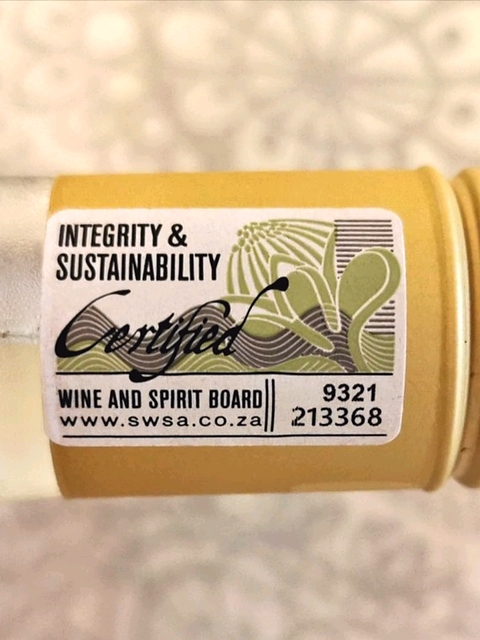 INTEGRITY &
SUSTAINABILITY
Certified
WINE AND SPIRIT BOARD
9321
www.swsa.co.za
213368